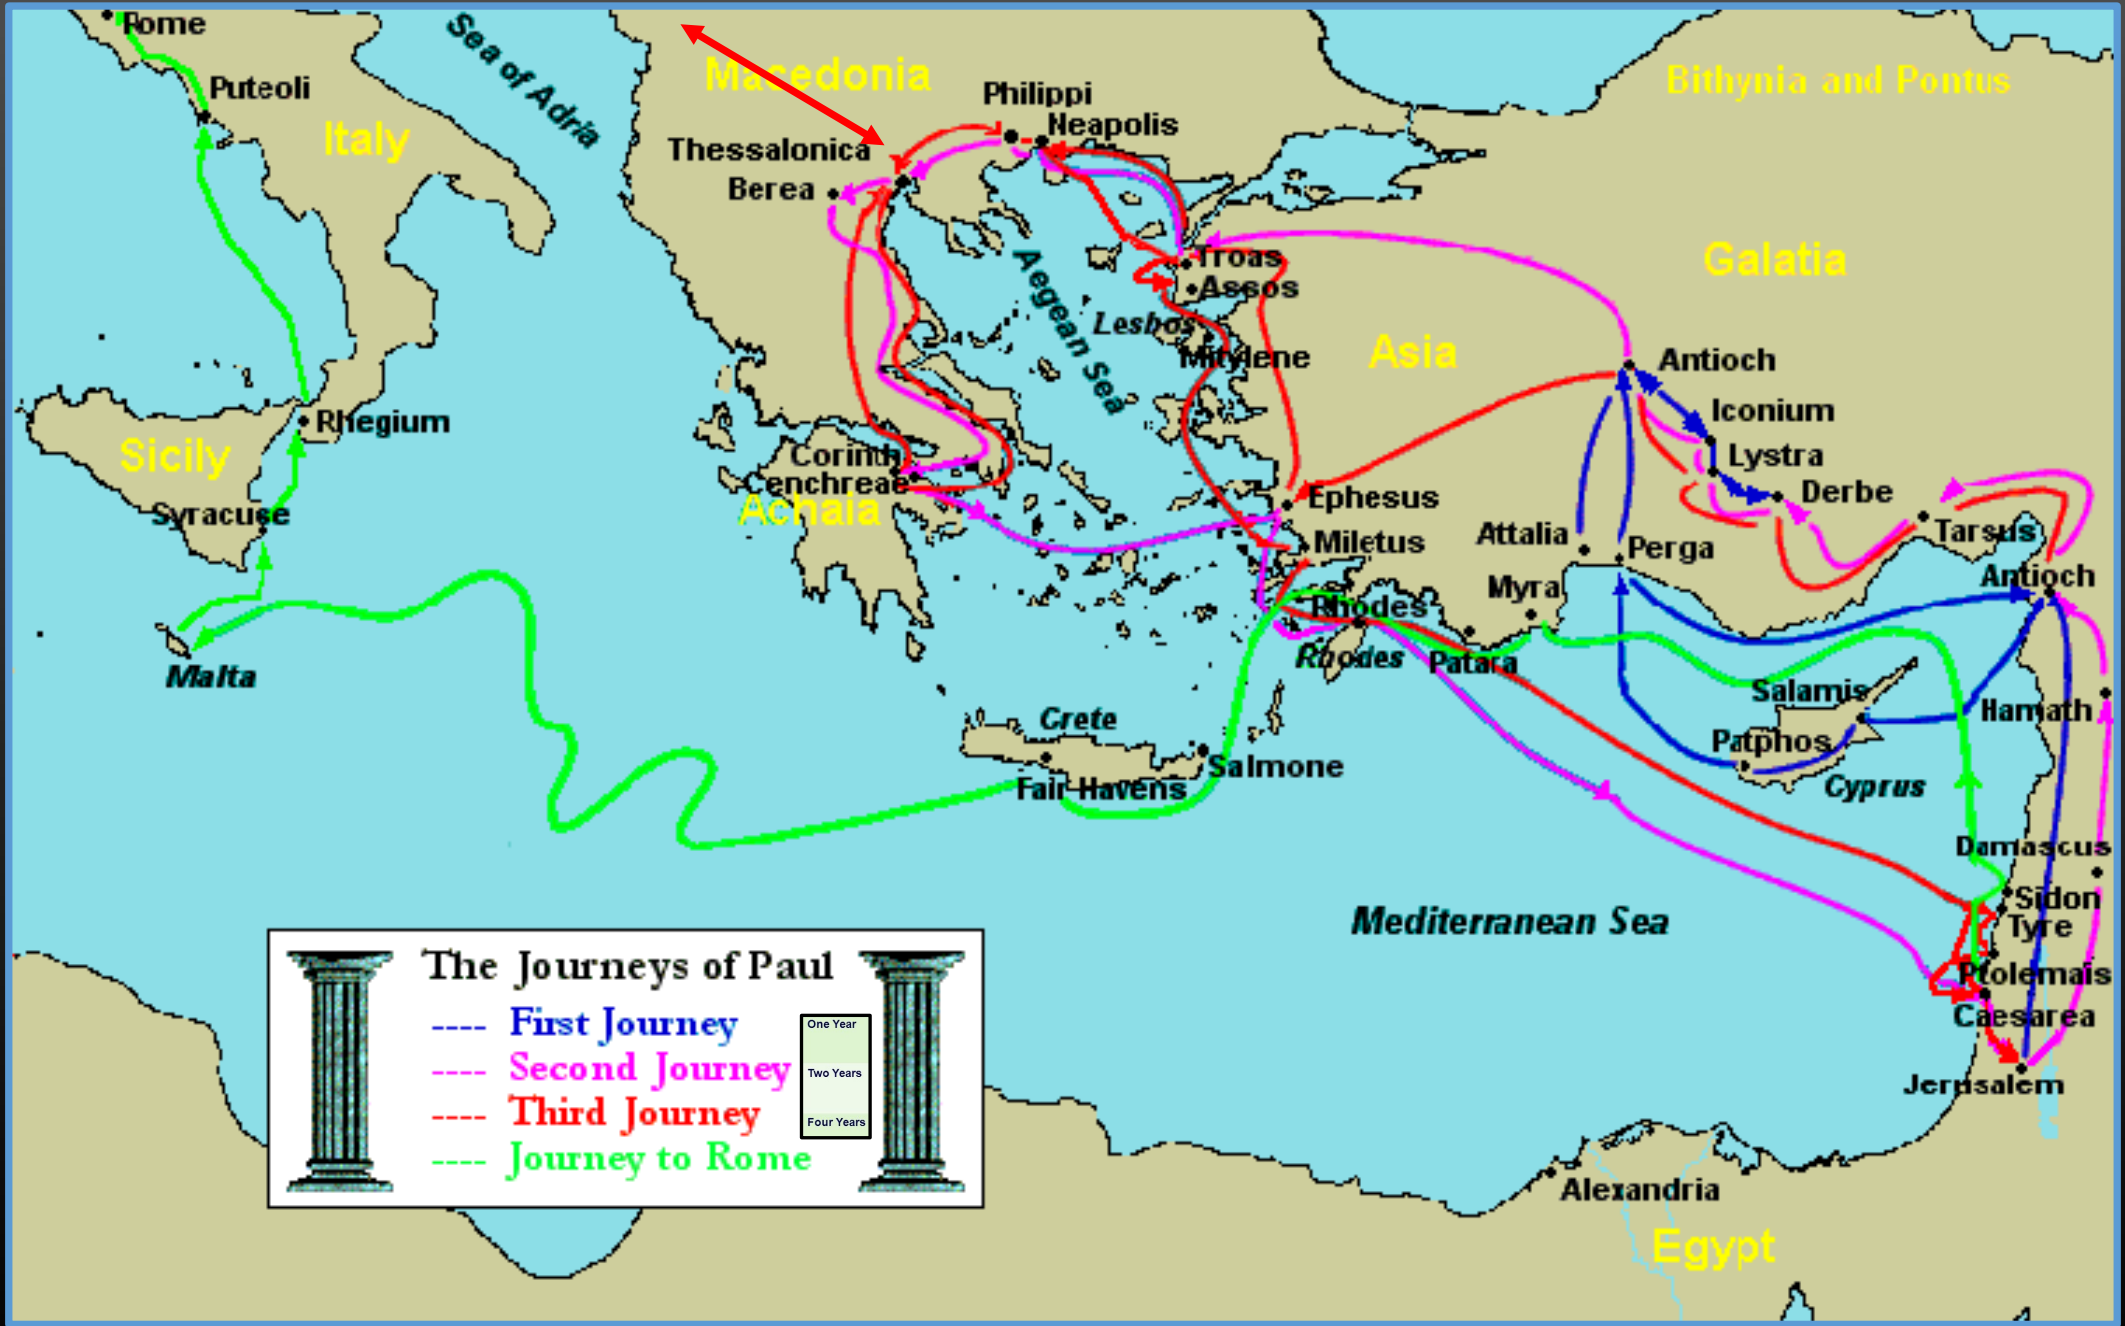 Rome
Sea of Adria
Macedonia
Bithynia and Pontus
Puteoli
Philippi
Italy
Neapolis
Thessalonica
Berea
Troas
Galatia
Assos
Aegean Sea
Lesbos
Mitylene
Asia
Antioch
Iconium
Rhegium
Lystra
Sicily
Corinth
Cenchreae
Derbe
Ephesus
Achaia
Syracuse
Tarsus
Attalia
Miletus
Perga
Antioch
Myra
Rhodes
Rhodes
Patara
Malta
Salamis
Hamath
Crete
Patphos
Salmone
Cyprus
Fair Havens
Damascus
Sidon
Mediterranean Sea
Tyre
Ptolemais
Caesarea
Jerusalem
The Journeys of Paul
---- First Journey
One Year
---- Second Journey
Two Years
---- Third Journey
Four Years
---- Journey to Rome
Alexandria
Egypt